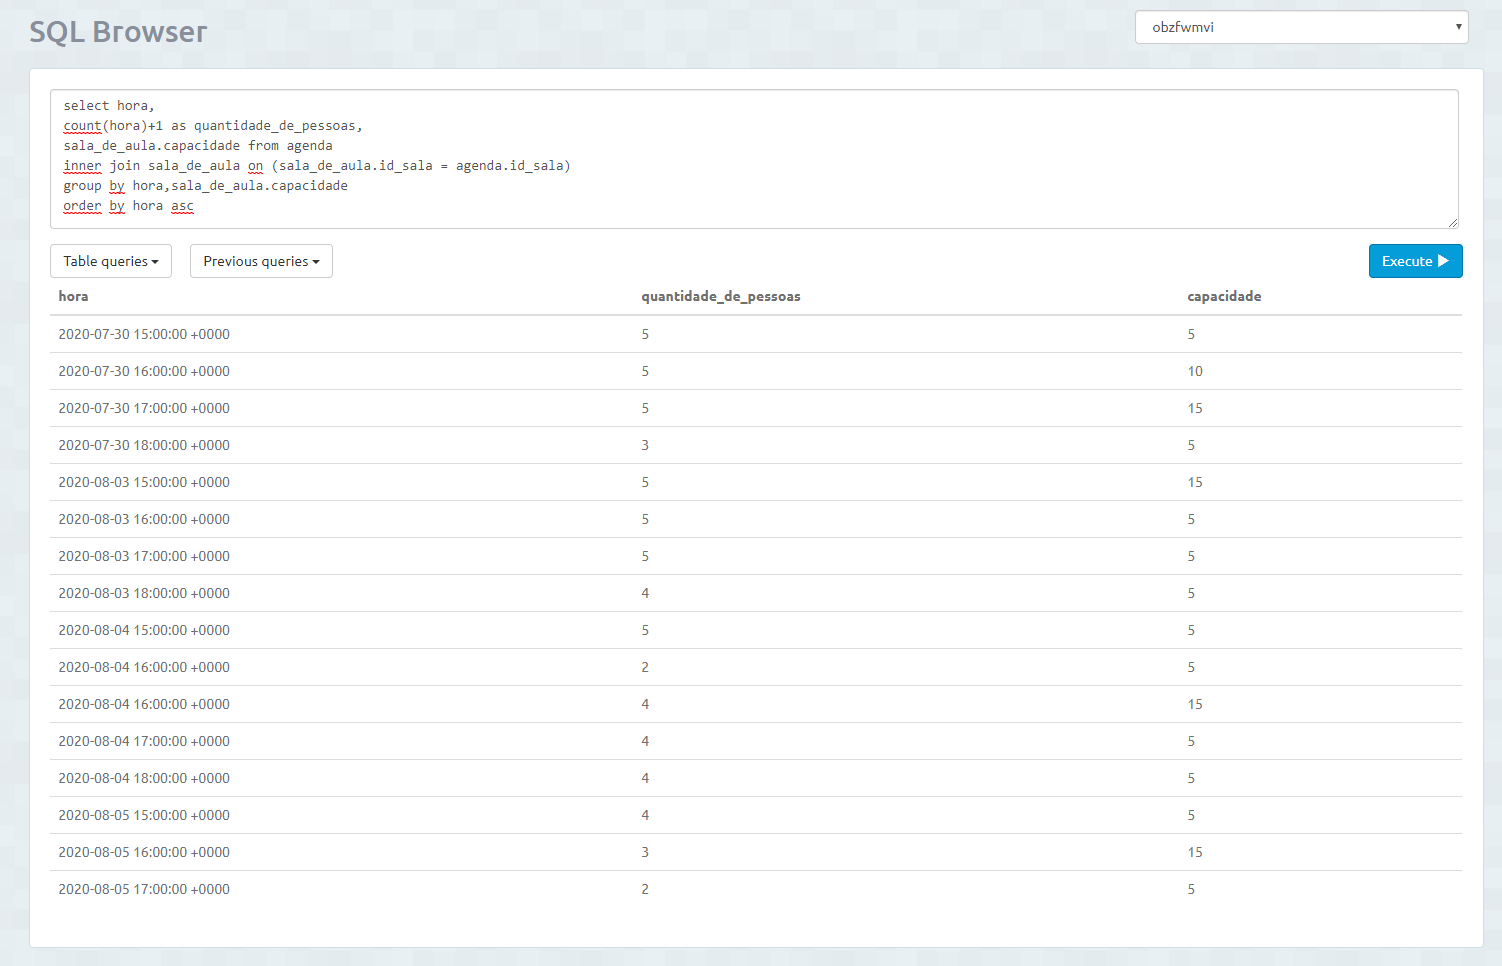 SQL Browser
obzfwmvi
select hora,
count(hora)+1 as quantidade_de_pessoas,
sala_de_aula.capacidade from agenda
inner join sala_de_aula on (sala_de_aula.id_sala = agenda.id_sala)
group by hora,sala_de_aula.capacidade
order by hora asc
Table queries Previous queries Execute
hora quantidade_de_pessoas capacidade
2020-07-30 15:00:00 +0000 5 5
2020-07-30 16:00:00 +0000 5 10
2020-07-30 17:00:00 +0000 5 15
2020-07-30 18:00:00 +0000 3 5
2020-08-03 15:00:00 +0000 5 15
2020-08-03 16:00:00 +0000 5 5
2020-08-03 17:00:00 +0000 5 5
2020-08-03 18:00:00 +0000 4 5
2020-08-04 15:00:00 +0000 5 5
2020-08-04 16:00:00 +0000 2 5
2020-08-04 16:00:00 +0000 4 15
2020-08-04 17:00:00 +0000 4 5
2020-08-04 18:00:00 +0000 4 5
2020-08-05 15:00:00 +0000 4 5
2020-08-05 16:00:00 +0000 3 15
2020-08-05 17:00:00 +0000 2 5